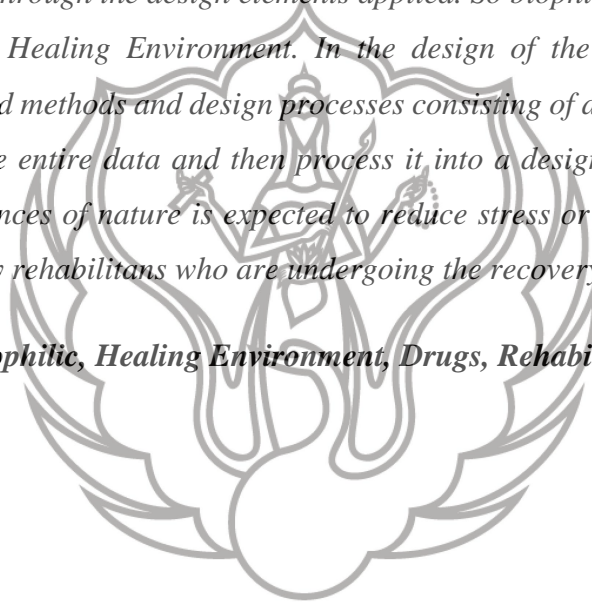 through the design elements applied. So biophi
Healing Environment. In the design of the
d methods and design processes consisting of a
e entire data and then process it into a design
nces of nature is expected to reduce stress or
y rehabilitans who are undergoing the recovery
ophilic, Healing Environment, Drugs, Rehabi